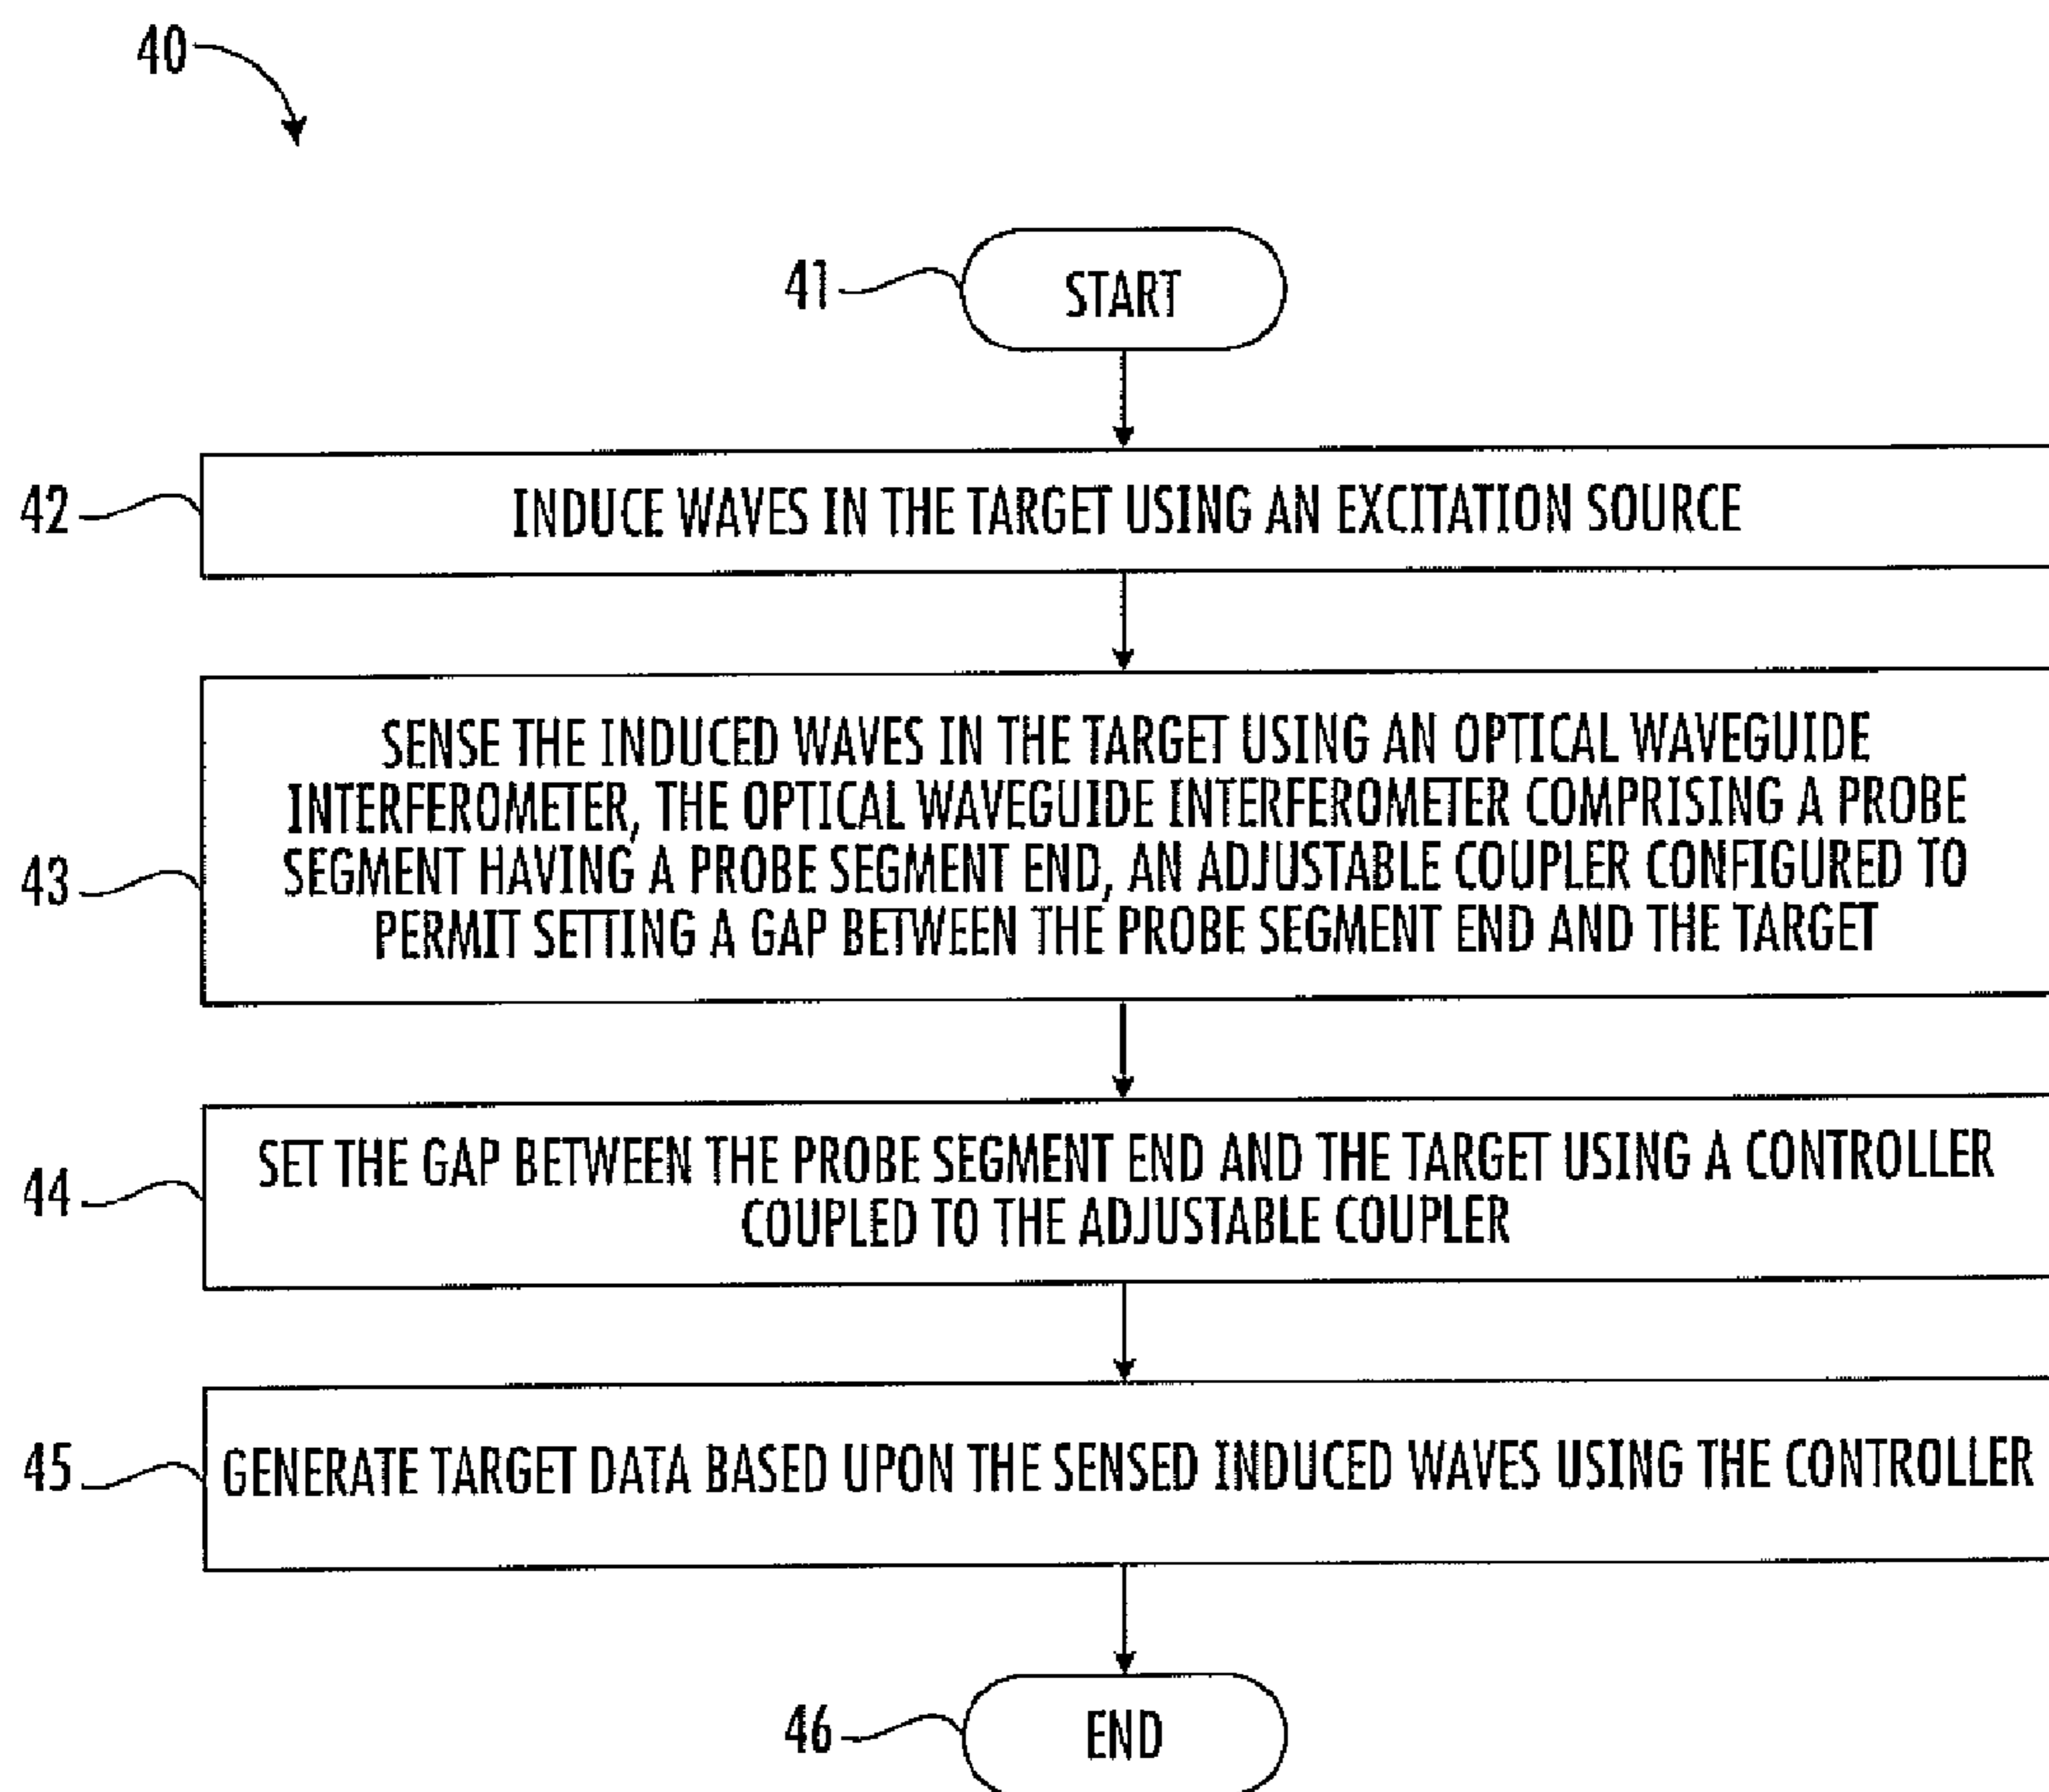 40
41
START
42
INDUCE WAVES IN THE TARGET USING AN EXCITATION SOURCE
43
SENSE THE INDUCED WAVES IN THE TARGET USING AN OPTICAL WAVEGUIDE
INTERFEROMETER, THE OPTICAL WAVEGUIDE INTERFEROMETER COMPRISING A PROBE
SEGMENT HAVING A PROBE SEGMENT END, AN ADJUSTABLE COUPLER CONFIGURED TO
PERMIT SETTING A GAP BETWEEN THE PROBE SEGMENT END AND THE TARGET
44
SET THE GAP BETWEEN THE PROBE SEGMENT END AND THE TARGET USING A CONTROLLER
COUPLED TO THE ADJUSTABLE COUPLER
45
GENERATE TARGET DATA BASED UPON THE SENSED INDUCED WAVES USING THE CONTROLLER
46
END